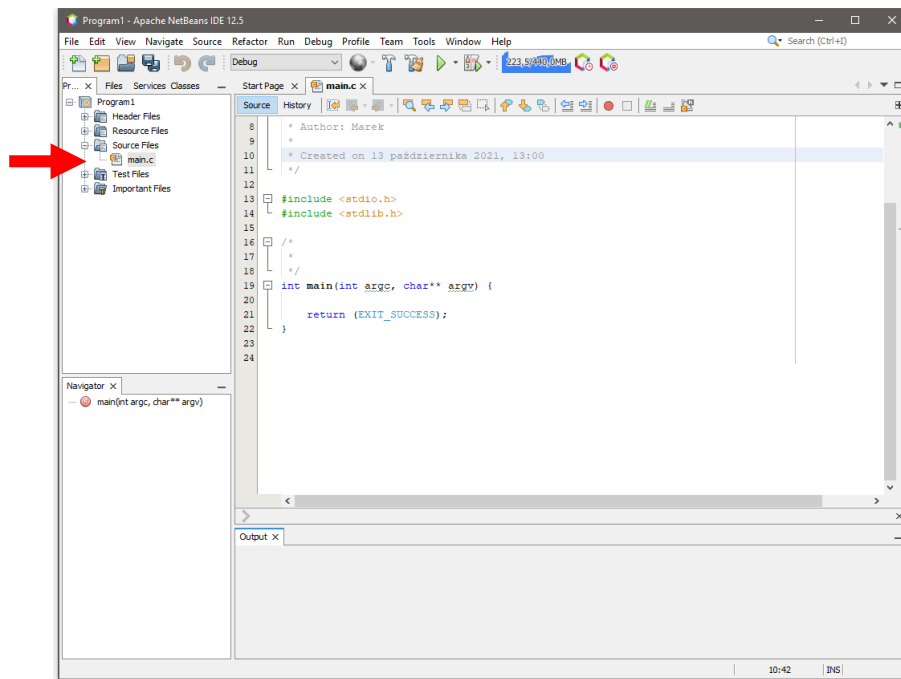 Program1 - Apache NetBeans IDE 12.5
File Edit View Navigate Source Refactor Run Debug Profile Team Tools Window Help
Search (Ctrl+I)
Debug
223,5/440,0MB
Pr... Files Services Classes
Start Page main.c
Program1
Header Files
Resource Files
Source Files
main.c
Test Files
Important Files
Source History
8 * Author: Marek
9 *
10 * Created on 13 października 2021, 13:00
11 */
12
13 #include <stdio.h>
14 #include <stdlib.h>
15
16 /*
17 *
18 */
19 int main(int argc, char** argv) {
20
21 return (EXIT_SUCCESS);
22 }
23
24
Navigator
main(int argc, char** argv)
Output
10:42 INS